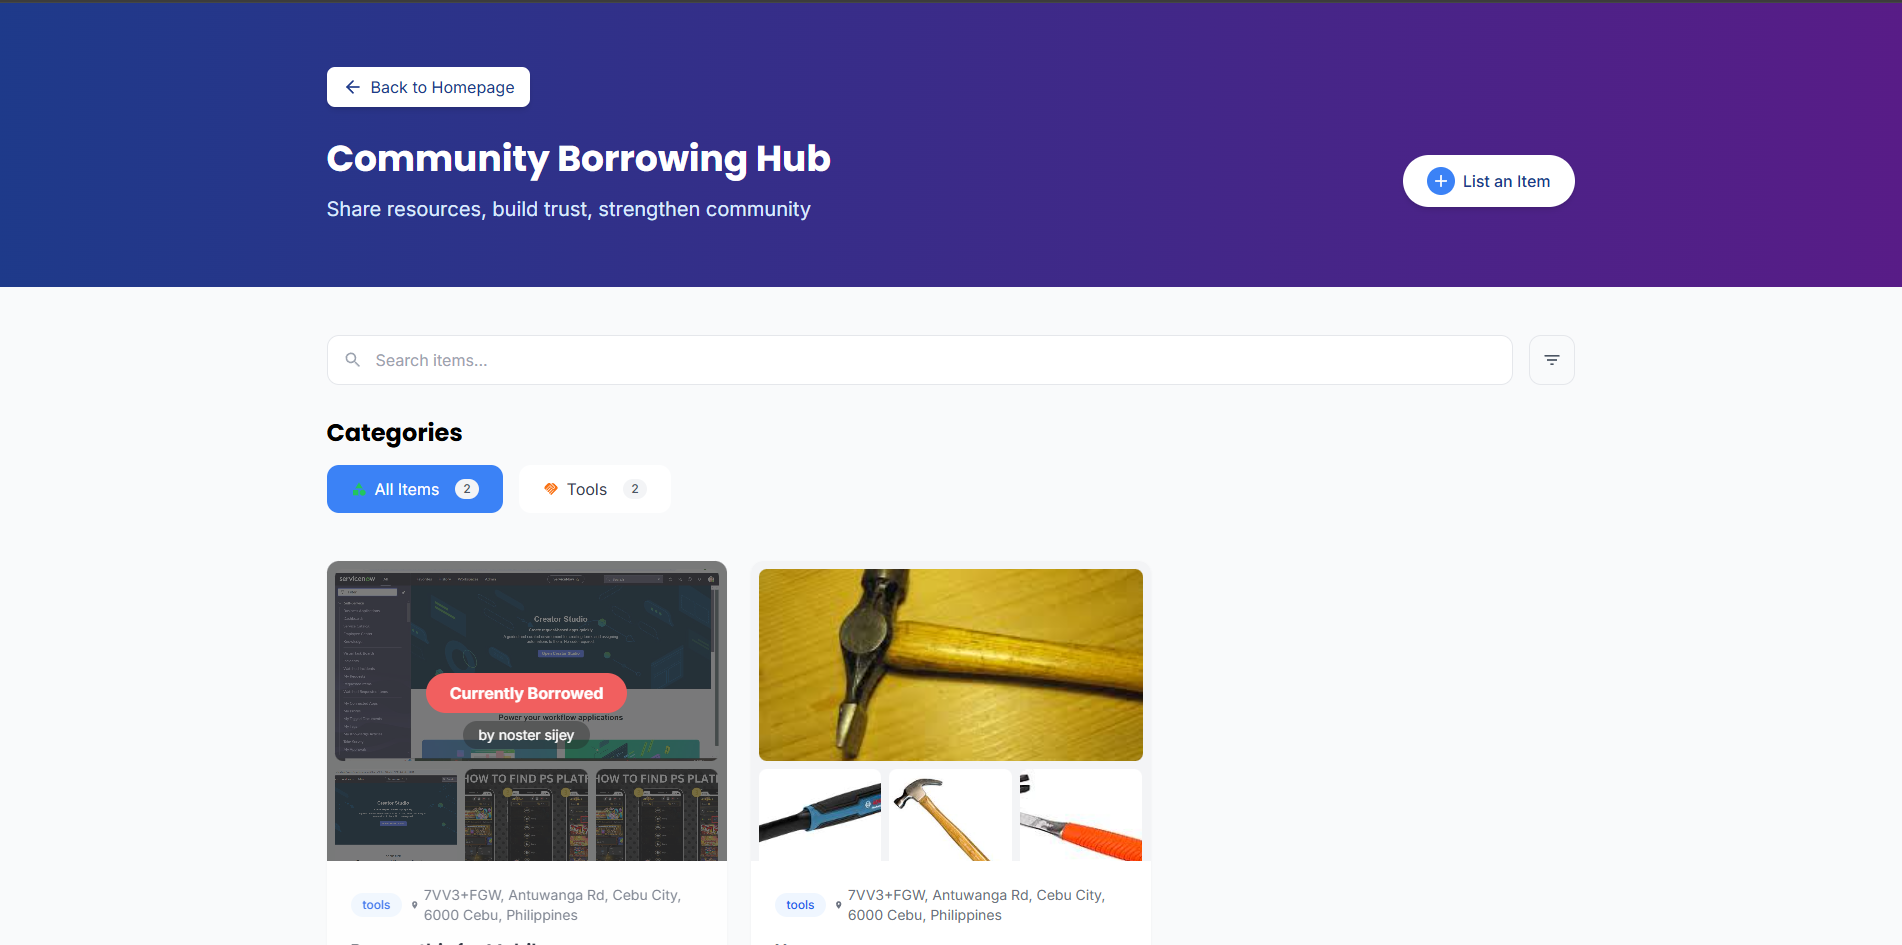 Back to Homepage
Community Borrowing Hub
Share resources, build trust, strengthen community
List an Item
Search items...
Categories
All Items 2
Tools 2
servicenow
Creator Studio
Currently Borrowed
Power your workflow applications
by noster sijey
Creator Studio
HOW TO FIND PS PLAT
HOW TO FIND PS PLAT
tools
7VV3+FGW, Antuwanga Rd, Cebu City,
6000 Cebu, Philippines
tools
7VV3+FGW, Antuwanga Rd, Cebu City,
6000 Cebu, Philippines